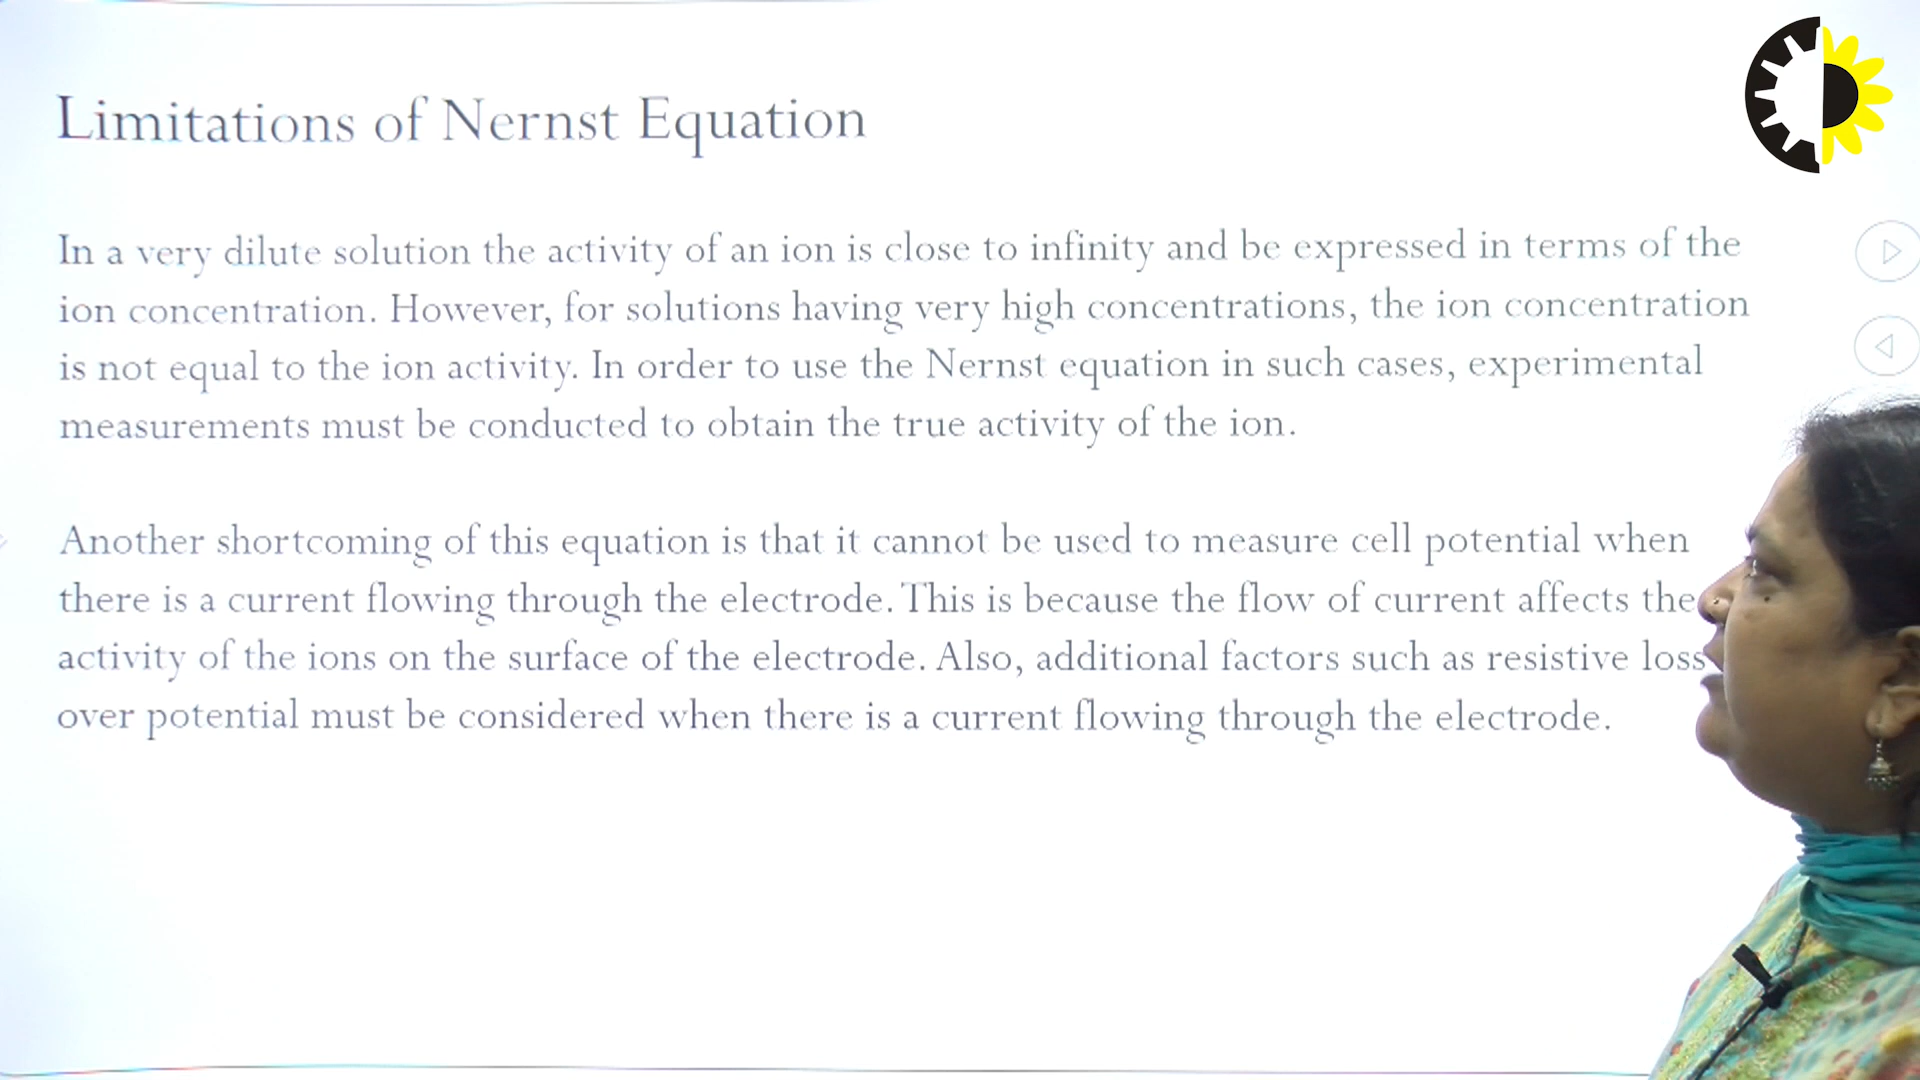 Limitations of Nernst Equation
In a very dilute solution the activity of an ion is close to infinity and be expressed in terms of the
ion concentration. However, for solutions having very high concentrations, the ion concentration
is not equal to the ion activity. In order to use the Nernst equation in such cases, experimental
measurements must be conducted to obtain the true activity of the ion.
Another shortcoming of this equation is that it cannot be used to measure cell potential when
there is a current flowing through the electrode. This is because the flow of current affects the
activity of the ions on the surface of the electrode. Also, additional factors such as resistive loss
over potential must be considered when there is a current flowing through the electrode.